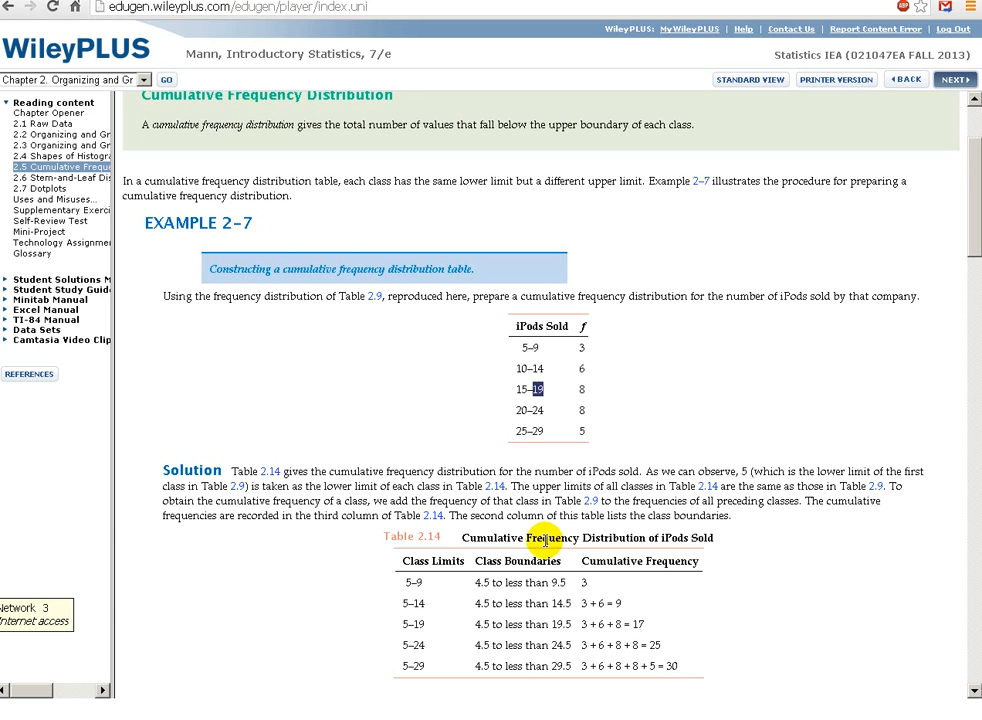 edugen.wileyplus.com/edugen/player/index.uni
ABP
WileyPLUS: MyWileyPLUS | Help | Contact Us | Report Content Error | Log Out
WileyPLUS
Mann, Introductory Statistics, 7/e
Statistics IEA (021047EA FALL 2013)
Chapter 2. Organizing and Gr
GO
STANDARD VIEW
PRINTER VERSION
BACK
NEXT
Reading content
Chapter Opener
2.1 Raw Data
2.2 Organizing and Gr
2.3 Organizing and Gr
2.4 Shapes of Histogra
2.5 Cumulative Freque
2.6 Stem-and-Leaf Dis
2.7 Dotplots
Uses and Misuses...
Supplementary Exerci
Self-Review Test
Mini-Project
Technology Assignmen
Glossary
Student Solutions M
Student Study Guid
Minitab Manual
Excel Manual
TI-84 Manual
Data Sets
Camtasia Video Clip
REFERENCES
Network 3
Internet access
Cumulative Frequency Distribution
A cumulative frequency distribution gives the total number of values that fall below the upper boundary of each class.
In a cumulative frequency distribution table, each class has the same lower limit but a different upper limit. Example 2–7 illustrates the procedure for preparing a
cumulative frequency distribution.
EXAMPLE 2–7
Constructing a cumulative frequency distribution table.
Using the frequency distribution of Table 2.9, reproduced here, prepare a cumulative frequency distribution for the number of iPods sold by that company.
iPods Sold f
5–9 3
10–14 6
15–19 8
20–24 8
25–29 5
Solution Table 2.14 gives the cumulative frequency distribution for the number of iPods sold. As we can observe, 5 (which is the lower limit of the first
class in Table 2.9) is taken as the lower limit of each class in Table 2.14. The upper limits of all classes in Table 2.14 are the same as those in Table 2.9. To
obtain the cumulative frequency of a class, we add the frequency of that class in Table 2.9 to the frequencies of all preceding classes. The cumulative
frequencies are recorded in the third column of Table 2.14. The second column of this table lists the class boundaries.
Table 2.14 Cumulative Frequency Distribution of iPods Sold
Class Limits Class Boundaries Cumulative Frequency
5–9 4.5 to less than 9.5 3
5–14 4.5 to less than 14.5 3 + 6 = 9
5–19 4.5 to less than 19.5 3 + 6 + 8 = 17
5–24 4.5 to less than 24.5 3 + 6 + 8 + 8 = 25
5–29 4.5 to less than 29.5 3 + 6 + 8 + 8 + 5 = 30